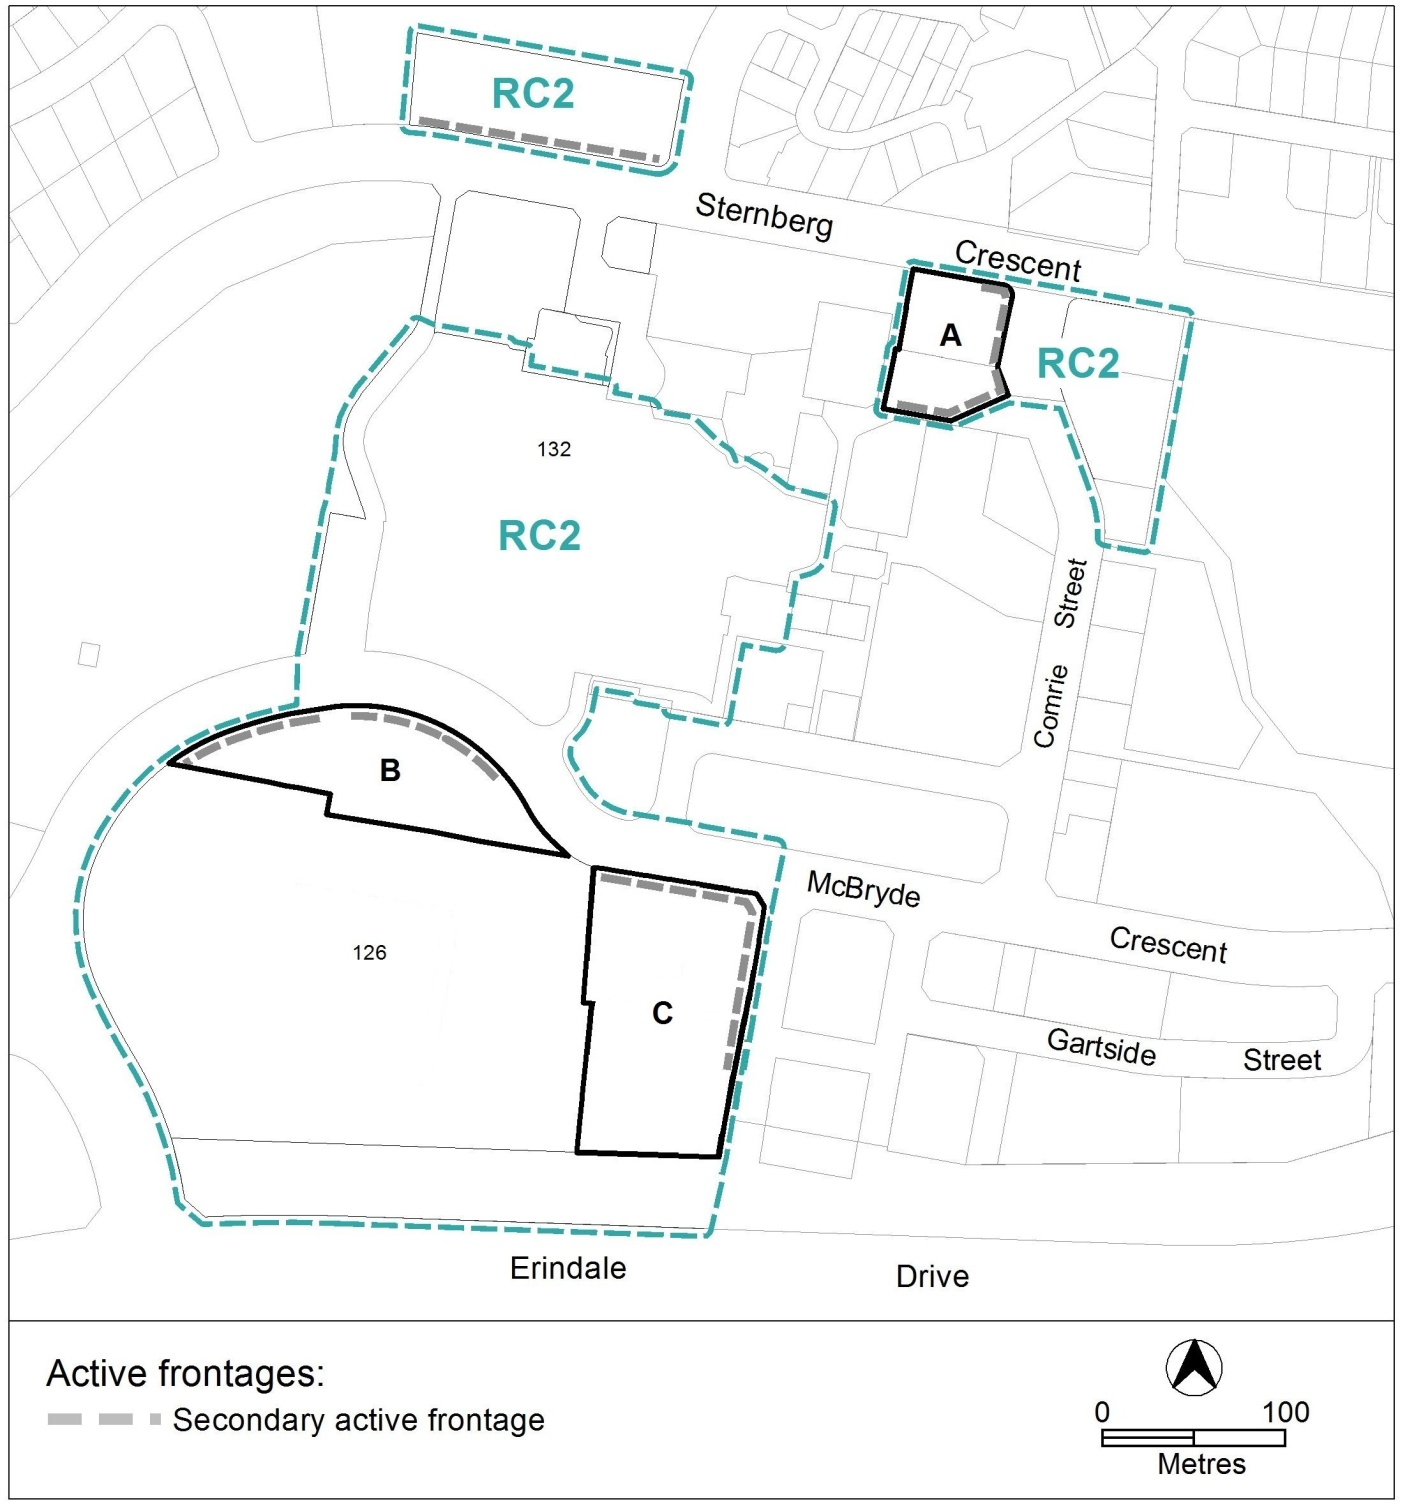 RC2
Sternberg
Crescent
A
RC2
132
RC2
Comrie Street
B
McBryde
Crescent
126
C
Gartside Street
Erindale Drive
Active frontages:
Secondary active frontage
0 100
Metres